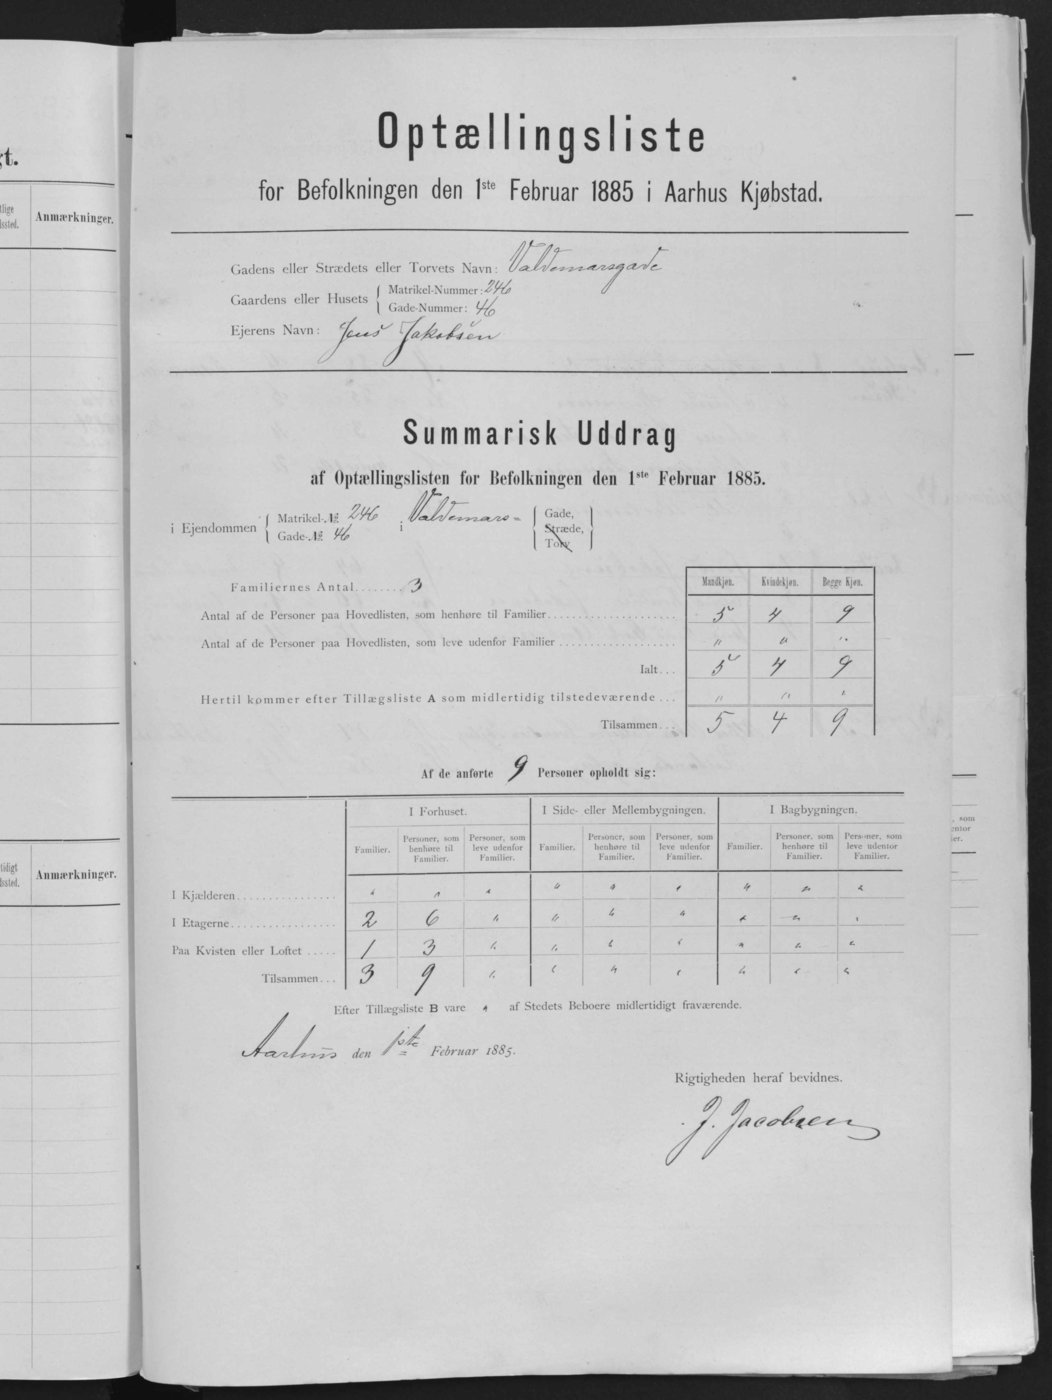 gt.
Anmærkninger.
Anmærkninger.
Optællingsliste
for Befolkningen den 1ste Februar 1885 i Aarhus Kjøbstad.
Gadens eller Strædets eller Torvets Navn: Valdemarsgade
Gaardens eller Husets { Matrikel-Nummer: 246
Gade-Nummer: 46
Ejerens Navn: Jens Jakobsen
Summarisk Uddrag
af Optællingslisten for Befolkningen den 1ste Februar 1885.
i Ejendommen { Matrikel-№ 246 i Valdemars- { Gade, }
Gade-№ 46 Stræde,
Torv
Familiernes Antal........ 3 Mandkjøn. Kvindekjøn. Begge Kjøn.
Antal af de Personer paa Hovedlisten, som henhøre til Familier 5 4 9
Antal af de Personer paa Hovedlisten, som leve udenfor Familier " " "
Ialt... 5 4 9
Hertil kommer efter Tillægsliste A som midlertidig tilstedeværende ... " " "
Tilsammen... 5 4 9
Af de anførte 9 Personer opholdt sig:
I Forhuset. I Side- eller Mellembygningen. I Bagbygningen.
Familier. Personer, som henhøre til Familier. Personer, som leve udenfor Familier. Familier. Personer, som henhøre til Familier. Personer, som leve udenfor Familier. Familier. Personer, som henhøre til Familier. Personer, som leve udentor Familier.
I Kjælderen " " " " " " " " "
I Etagerne 2 6 " " " " " " "
Paa Kvisten eller Loftet 1 3 " " " " " " "
Tilsammen... 3 9 " " " " " " "
Efter Tillægsliste B vare " af Stedets Beboere midlertidigt fraværende.
Aarhus den 1ste Februar 1885.
Rigtigheden heraf bevidnes.
J. Jacobsen